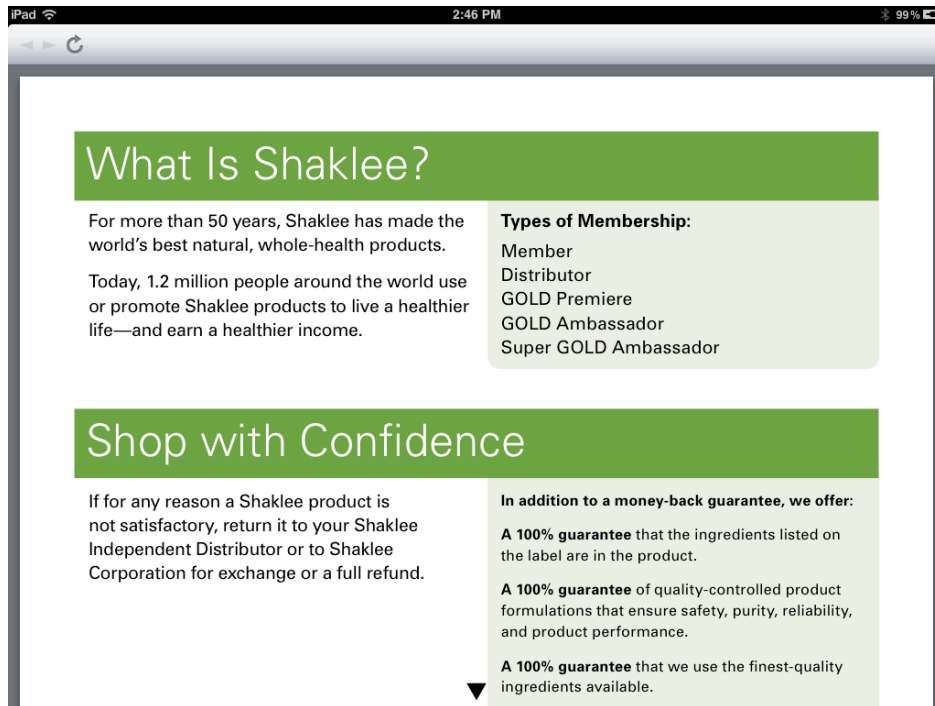 iPad
2:46 PM
99%
What Is Shaklee?
For more than 50 years, Shaklee has made the
world's best natural, whole-health products.
Today, 1.2 million people around the world use
or promote Shaklee products to live a healthier
life—and earn a healthier income.
Types of Membership:
Member
Distributor
GOLD Premiere
GOLD Ambassador
Super GOLD Ambassador
Shop with Confidence
If for any reason a Shaklee product is
not satisfactory, return it to your Shaklee
Independent Distributor or to Shaklee
Corporation for exchange or a full refund.
In addition to a money-back guarantee, we offer:
A 100% guarantee that the ingredients listed on
the label are in the product.
A 100% guarantee of quality-controlled product
formulations that ensure safety, purity, reliability,
and product performance.
A 100% guarantee that we use the finest-quality
ingredients available.